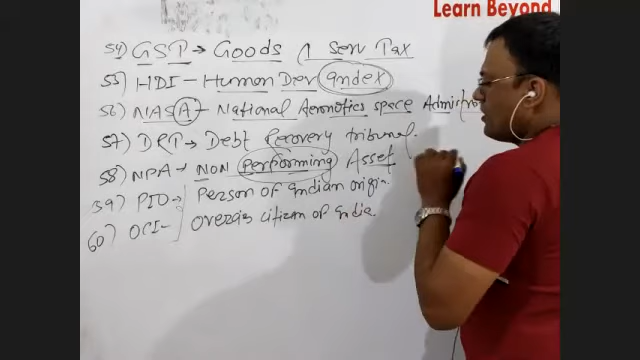 Learn Beyond
54) GST → Goods & Serv Tax
55) HDI - Human Dev Index
56) NASA - National Aeronotics space
57) DRT → Debt Recovery tribunal.
58) NPA → NON Performing Asset
59) PIO → Person of Indian origin.
60) OCI - citizen of India